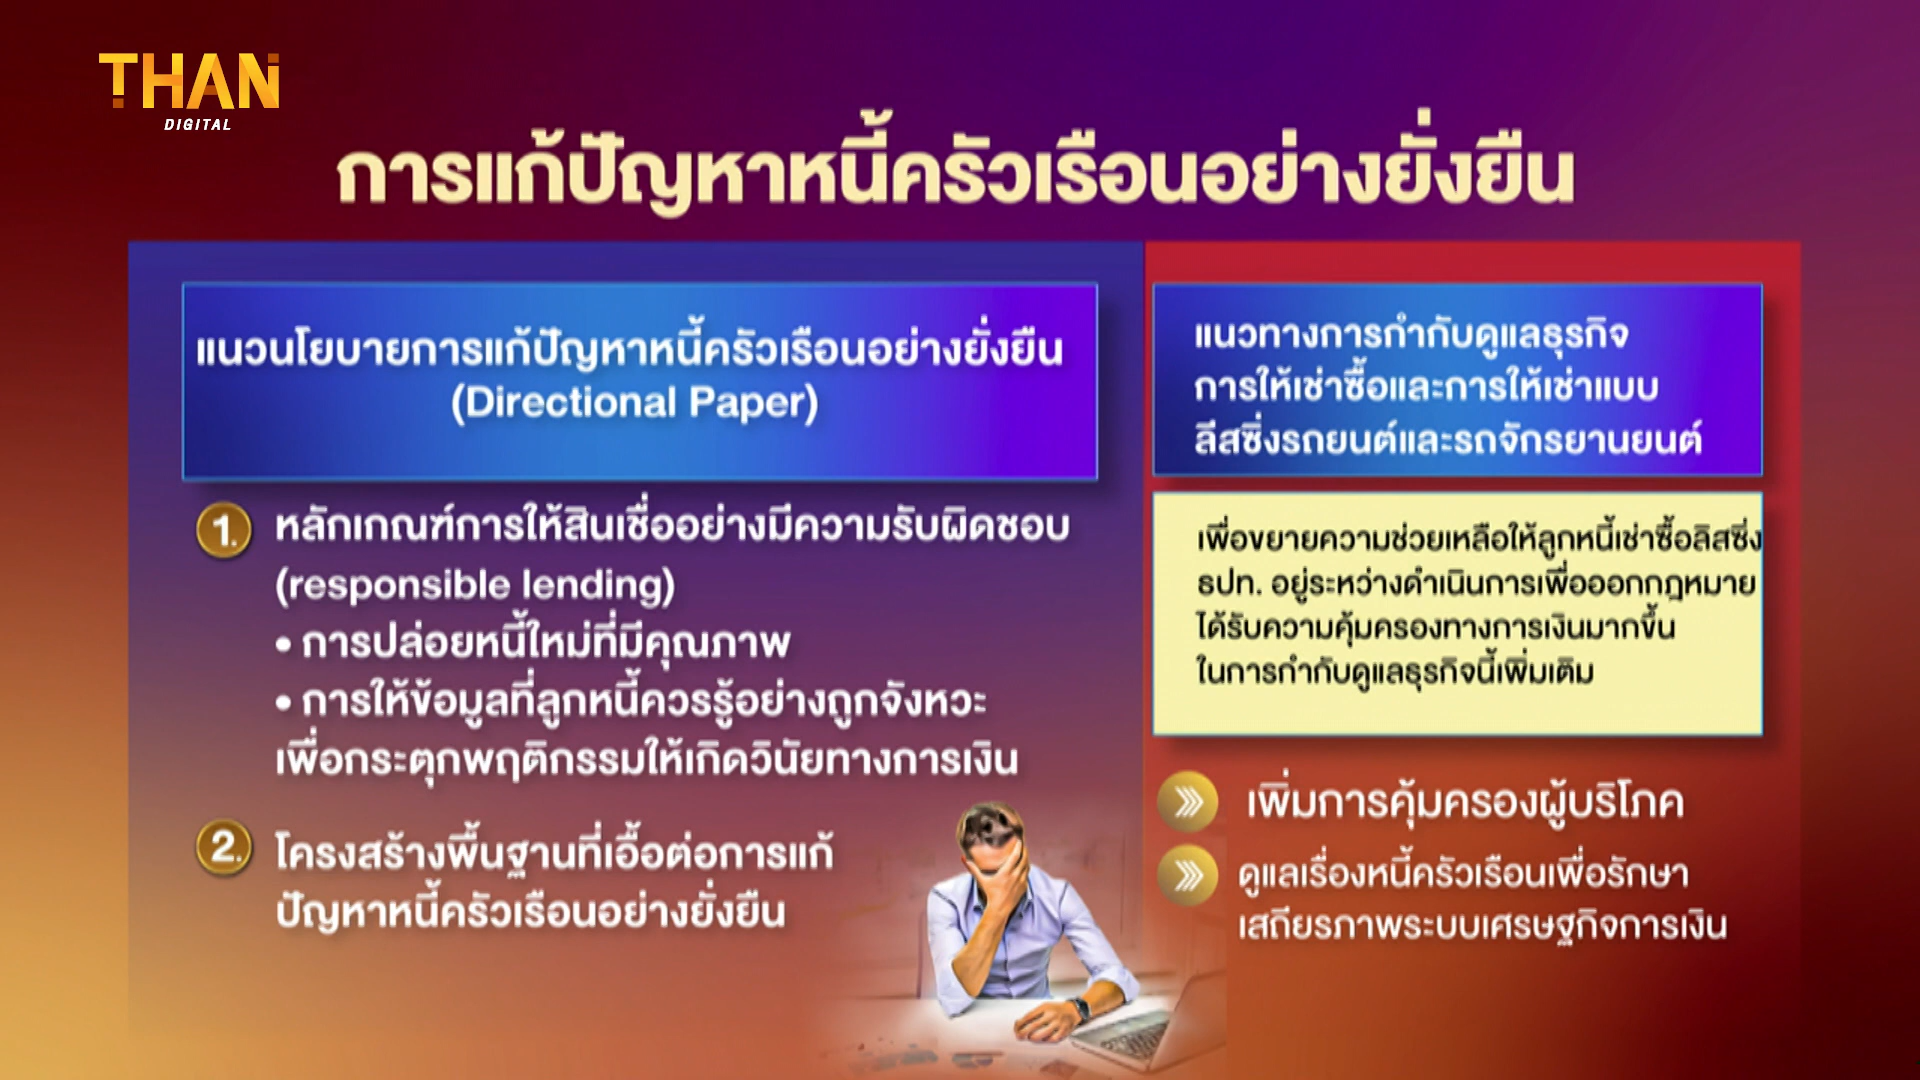 THAN
DIGITAL
การแก้ปัญหาหนี้ครัวเรือนอย่างยั่งยืน
แนวนโยบายการแก้ปัญหาหนี้ครัวเรือนอย่างยั่งยืน
(Directional Paper)
1. หลักเกณฑ์การให้สินเชื่ออย่างมีความรับผิดชอบ
(responsible lending)
• การปล่อยหนี้ใหม่ที่มีคุณภาพ
• การให้ข้อมูลที่ลูกหนี้ควรรู้อย่างถูกจังหวะ
เพื่อกระตุกพฤติกรรมให้เกิดวินัยทางการเงิน
2. โครงสร้างพื้นฐานที่เอื้อต่อการแก้
ปัญหาหนี้ครัวเรือนอย่างยั่งยืน
แนวทางการกำกับดูแลธุรกิจ
การให้เช่าซื้อและการให้เช่าแบบ
ลีสซิ่งรถยนต์และรถจักรยานยนต์
เพื่อขยายความช่วยเหลือให้ลูกหนี้เช่าซื้อลิสซิ่ง
ธปท. อยู่ระหว่างดำเนินการเพื่อออกกฎหมาย
ได้รับความคุ้มครองทางการเงินมากขึ้น
ในการกำกับดูแลธุรกิจนี้เพิ่มเติม
เพิ่มการคุ้มครองผู้บริโภค
ดูแลเรื่องหนี้ครัวเรือนเพื่อรักษา
เสถียรภาพระบบเศรษฐกิจการเงิน